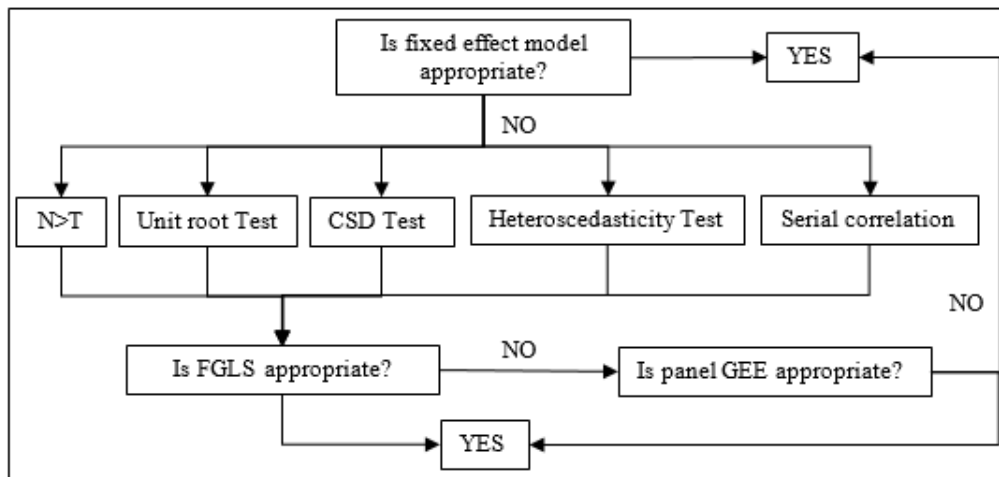 Is fixed effect model
appropriate?
YES
NO
N>T
Unit root Test
CSD Test
Heteroscedasticity Test
Serial correlation
NO
Is FGLS appropriate?
NO
Is panel GEE appropriate?
YES